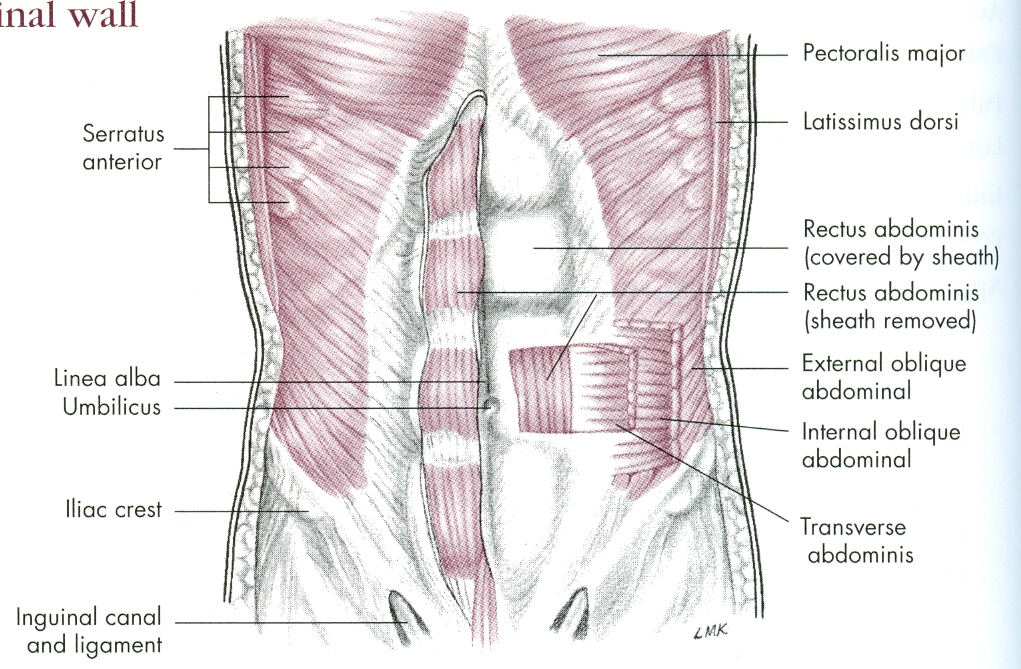 inal wall
Serratus
anterior
Linea alba
Umbilicus
Iliac crest
Inguinal canal
and ligament
Pectoralis major
Latissimus dorsi
Rectus abdominis
(covered by sheath)
Rectus abdominis
(sheath removed)
External oblique
abdominal
Internal oblique
abdominal
Transverse
abdominis
LMK